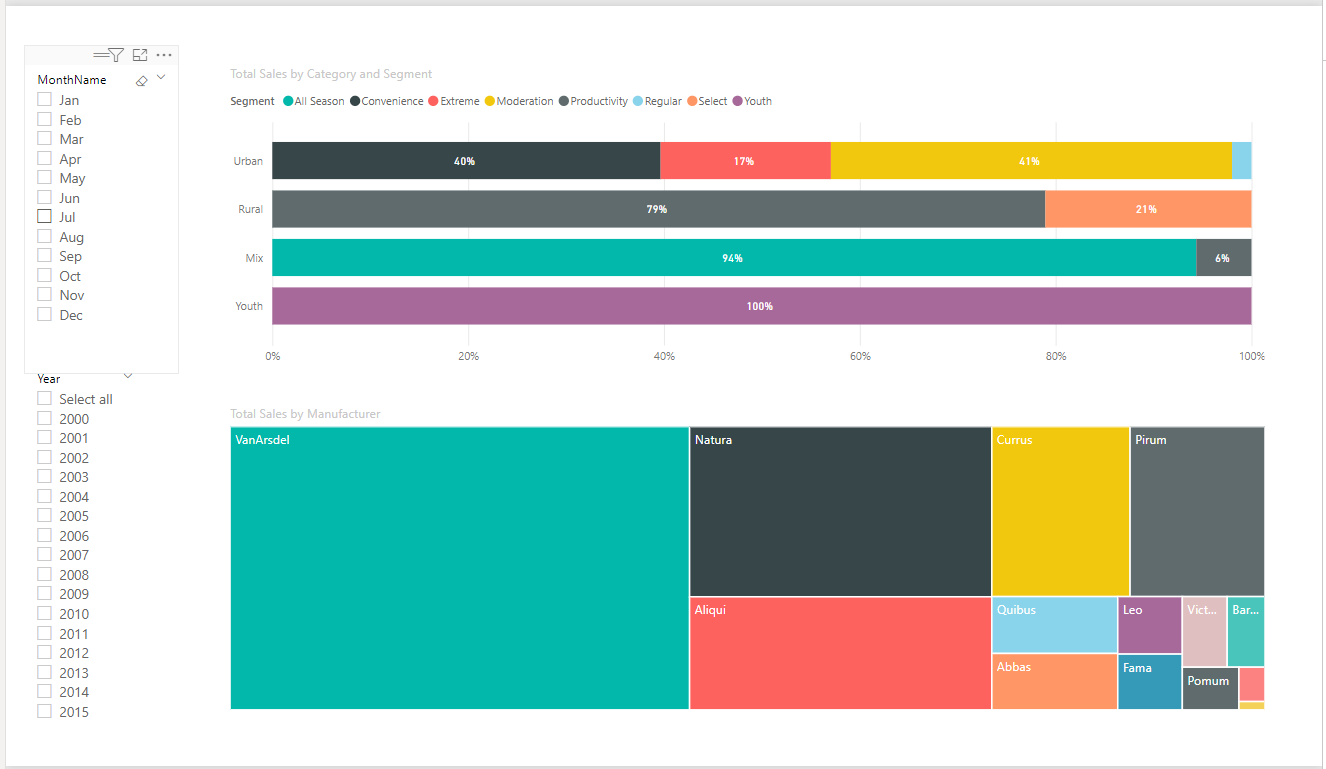 MonthName
Jan
Feb
Mar
Apr
May
Jun
Jul
Aug
Sep
Oct
Nov
Dec
Year
Select all
2000
2001
2002
2003
2004
2005
2006
2007
2008
2009
2010
2011
2012
2013
2014
2015
Total Sales by Category and Segment
Segment All Season Convenience Extreme Moderation Productivity Regular Select Youth
Urban 40% 17% 41%
Rural 79% 21%
Mix 94% 6%
Youth 100%
0% 20% 40% 60% 80% 100%
Total Sales by Manufacturer
VanArsdel Natura Currus Pirum
Aliqui Quibus Leo Vict... Bar...
Abbas Fama Pomum